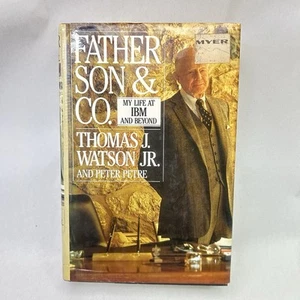 FATHER
SON & CO.
MY LIFE AT
IBM
AND BEYOND
THOMAS J.
WATSON JR.
AND PETER PETRE
MYER